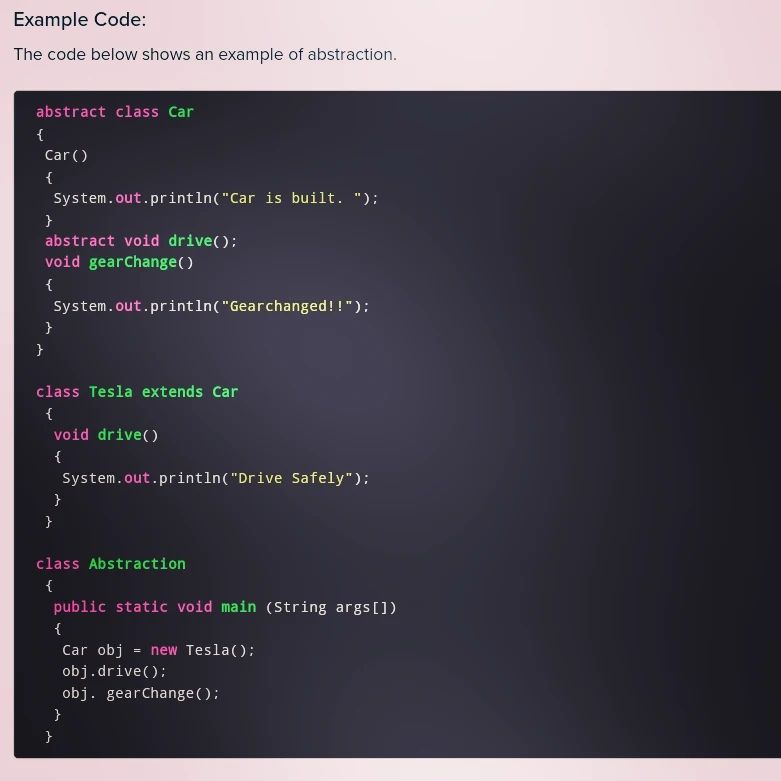 Example Code:
The code below shows an example of abstraction.
abstract class Car
{
Car()
{
System.out.println("Car is built. ");
}
abstract void drive();
void gearChange()
{
System.out.println("Gearchanged!!");
}
}
class Tesla extends Car
{
void drive()
{
System.out.println("Drive Safely");
}
}
class Abstraction
{
public static void main (String args[])
{
Car obj = new Tesla();
obj.drive();
obj. gearChange();
}
}